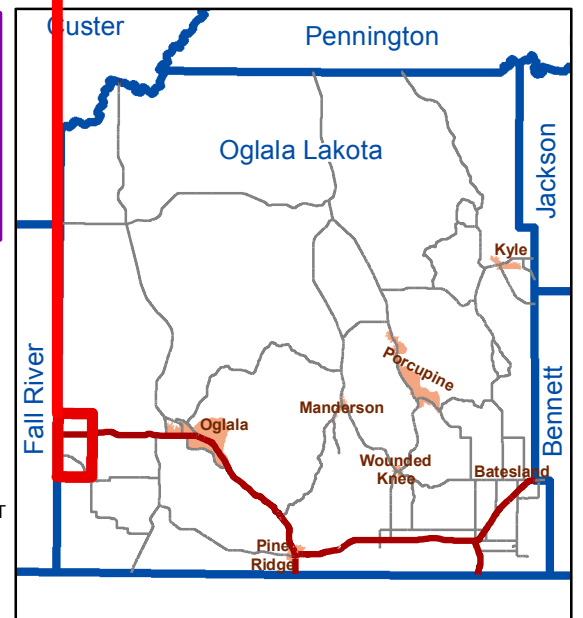 Custer
Pennington
Oglala Lakota
Jackson
Kyle
Porcupine
Fall River
Manderson
Oglala
Bennett
Wounded
Knee
Batesland
T
Pine
Ridge